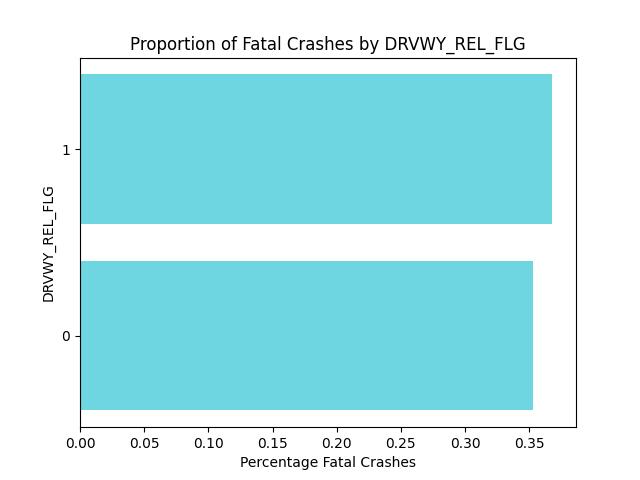 Proportion of Fatal Crashes by DRVWY_REL_FLG
DRVWY_REL_FLG
1
0
0.00 0.05 0.10 0.15 0.20 0.25 0.30 0.35
Percentage Fatal Crashes